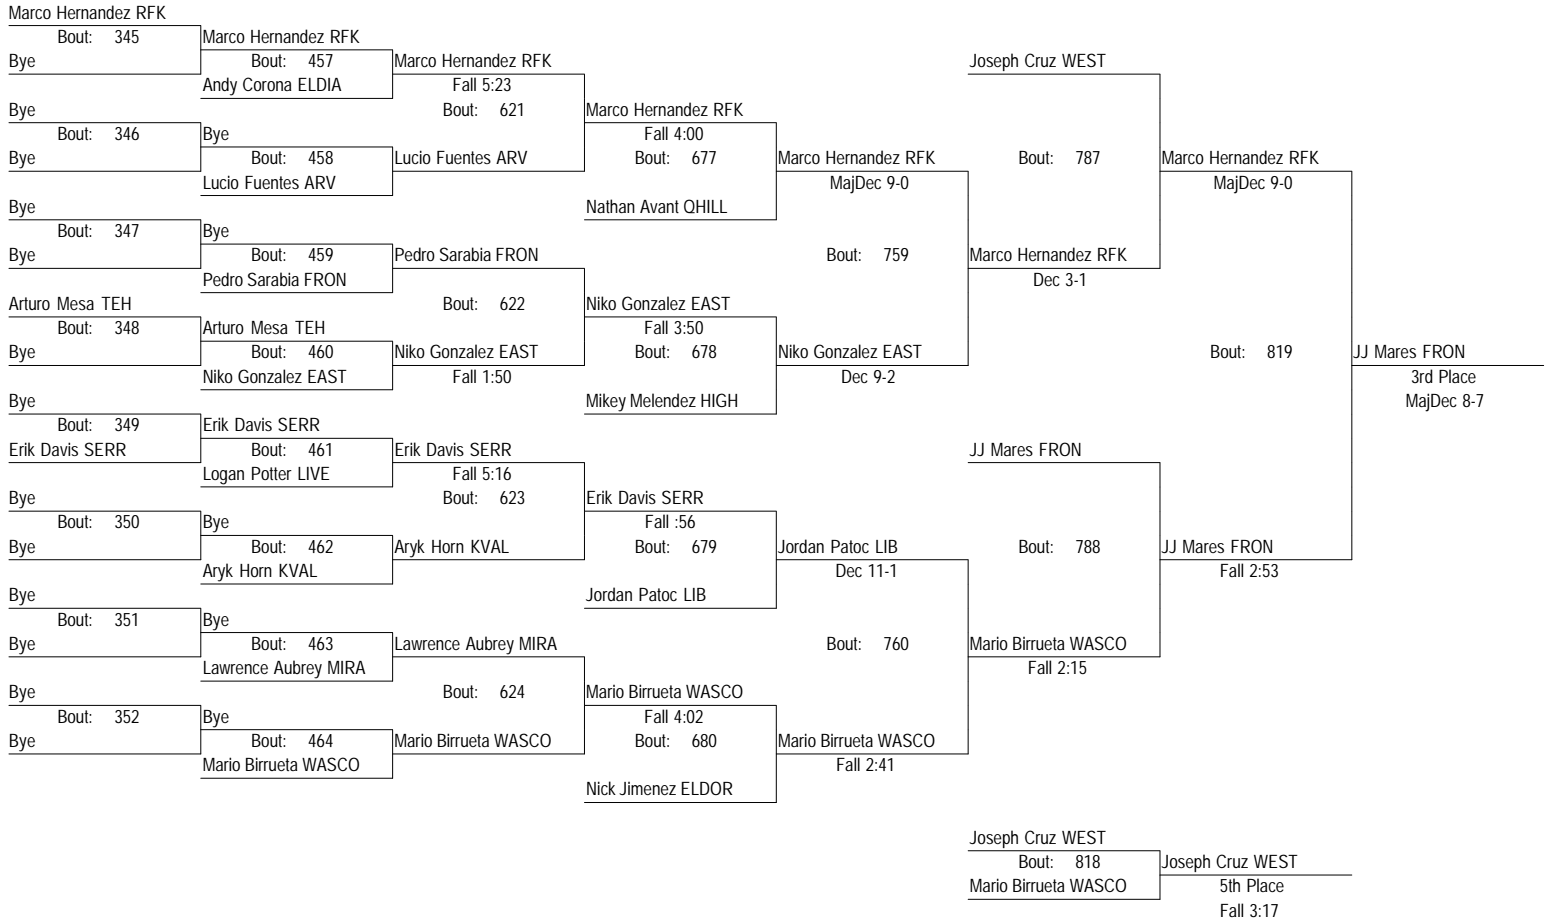 Marco Hernandez RFK
Bout: 345
Bye
Bye
Bout: 346
Bye
Bye
Bout: 347
Bye
Arturo Mesa TEH
Bout: 348
Bye
Bye
Bout: 349
Erik Davis SERR
Bye
Bout: 350
Bye
Bye
Bout: 351
Bye
Bye
Bout: 352
Bye
Marco Hernandez RFK
Bout: 457
Andy Corona ELDIA
Bye
Bout: 458
Lucio Fuentes ARV
Bye
Bout: 459
Pedro Sarabia FRON
Arturo Mesa TEH
Bout: 460
Niko Gonzalez EAST
Erik Davis SERR
Bout: 461
Logan Potter LIVE
Bye
Bout: 462
Aryk Horn KVAL
Bye
Bout: 463
Lawrence Aubrey MIRA
Bye
Bout: 464
Mario Birrueta WASCO
Marco Hernandez RFK
Fall 5:23
Bout: 621
Lucio Fuentes ARV
Pedro Sarabia FRON
Bout: 622
Niko Gonzalez EAST
Fall 1:50
Erik Davis SERR
Fall 5:16
Bout: 623
Aryk Horn KVAL
Lawrence Aubrey MIRA
Bout: 624
Mario Birrueta WASCO
Marco Hernandez RFK
Fall 4:00
Bout: 677
Nathan Avant QHILL
Niko Gonzalez EAST
Fall 3:50
Bout: 678
Mikey Melendez HIGH
Erik Davis SERR
Fall :56
Bout: 679
Jordan Patoc LIB
Mario Birrueta WASCO
Fall 4:02
Bout: 680
Nick Jimenez ELDOR
Marco Hernandez RFK
MajDec 9-0
Bout: 759
Niko Gonzalez EAST
Dec 9-2
Jordan Patoc LIB
Dec 11-1
Bout: 760
Mario Birrueta WASCO
Fall 2:41
Joseph Cruz WEST
Bout: 787
Marco Hernandez RFK
Dec 3-1
JJ Mares FRON
Bout: 788
Mario Birrueta WASCO
Fall 2:15
Marco Hernandez RFK
MajDec 9-0
Bout: 819
JJ Mares FRON
Fall 2:53
JJ Mares FRON
3rd Place
MajDec 8-7
Joseph Cruz WEST
Bout: 818
Mario Birrueta WASCO
Joseph Cruz WEST
5th Place
Fall 3:17